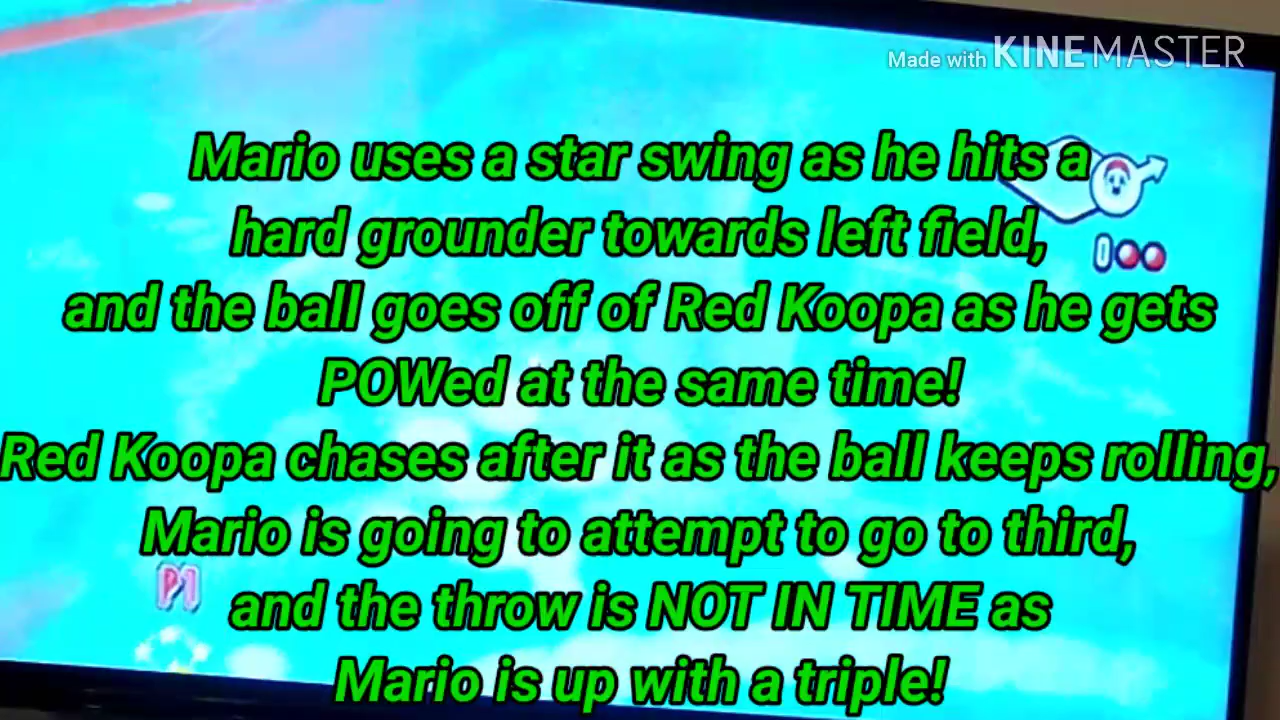 Made with KINEMASTER
Mario uses a star swing as he hits a
hard grounder towards left field,
and the ball goes off of Red Koopa as he gets
POWed at the same time!
Red Koopa chases after it as the ball keeps rolling,
Mario is going to attempt to go to third,
P1
and the throw is NOT IN TIME as
Mario is up with a triple!